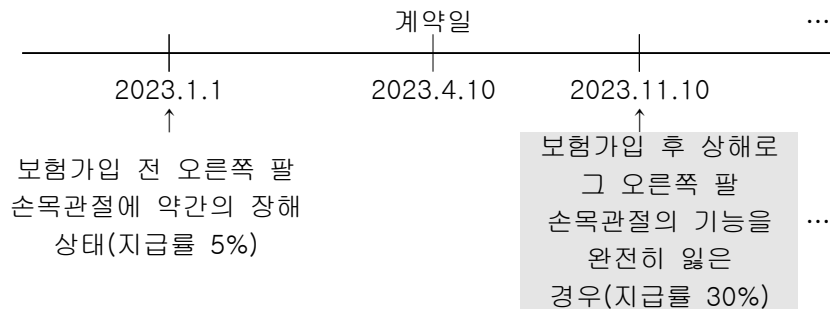 계약일 …
2023.1.1 2023.4.10 2023.11.10
↑ ↑
보험가입 전 오른쪽 팔
손목관절에 약간의 장해
상태(지급률 5%)
보험가입 후 상해로
그 오른쪽 팔
손목관절의 기능을 …
완전히 잃은
경우(지급률 30%)